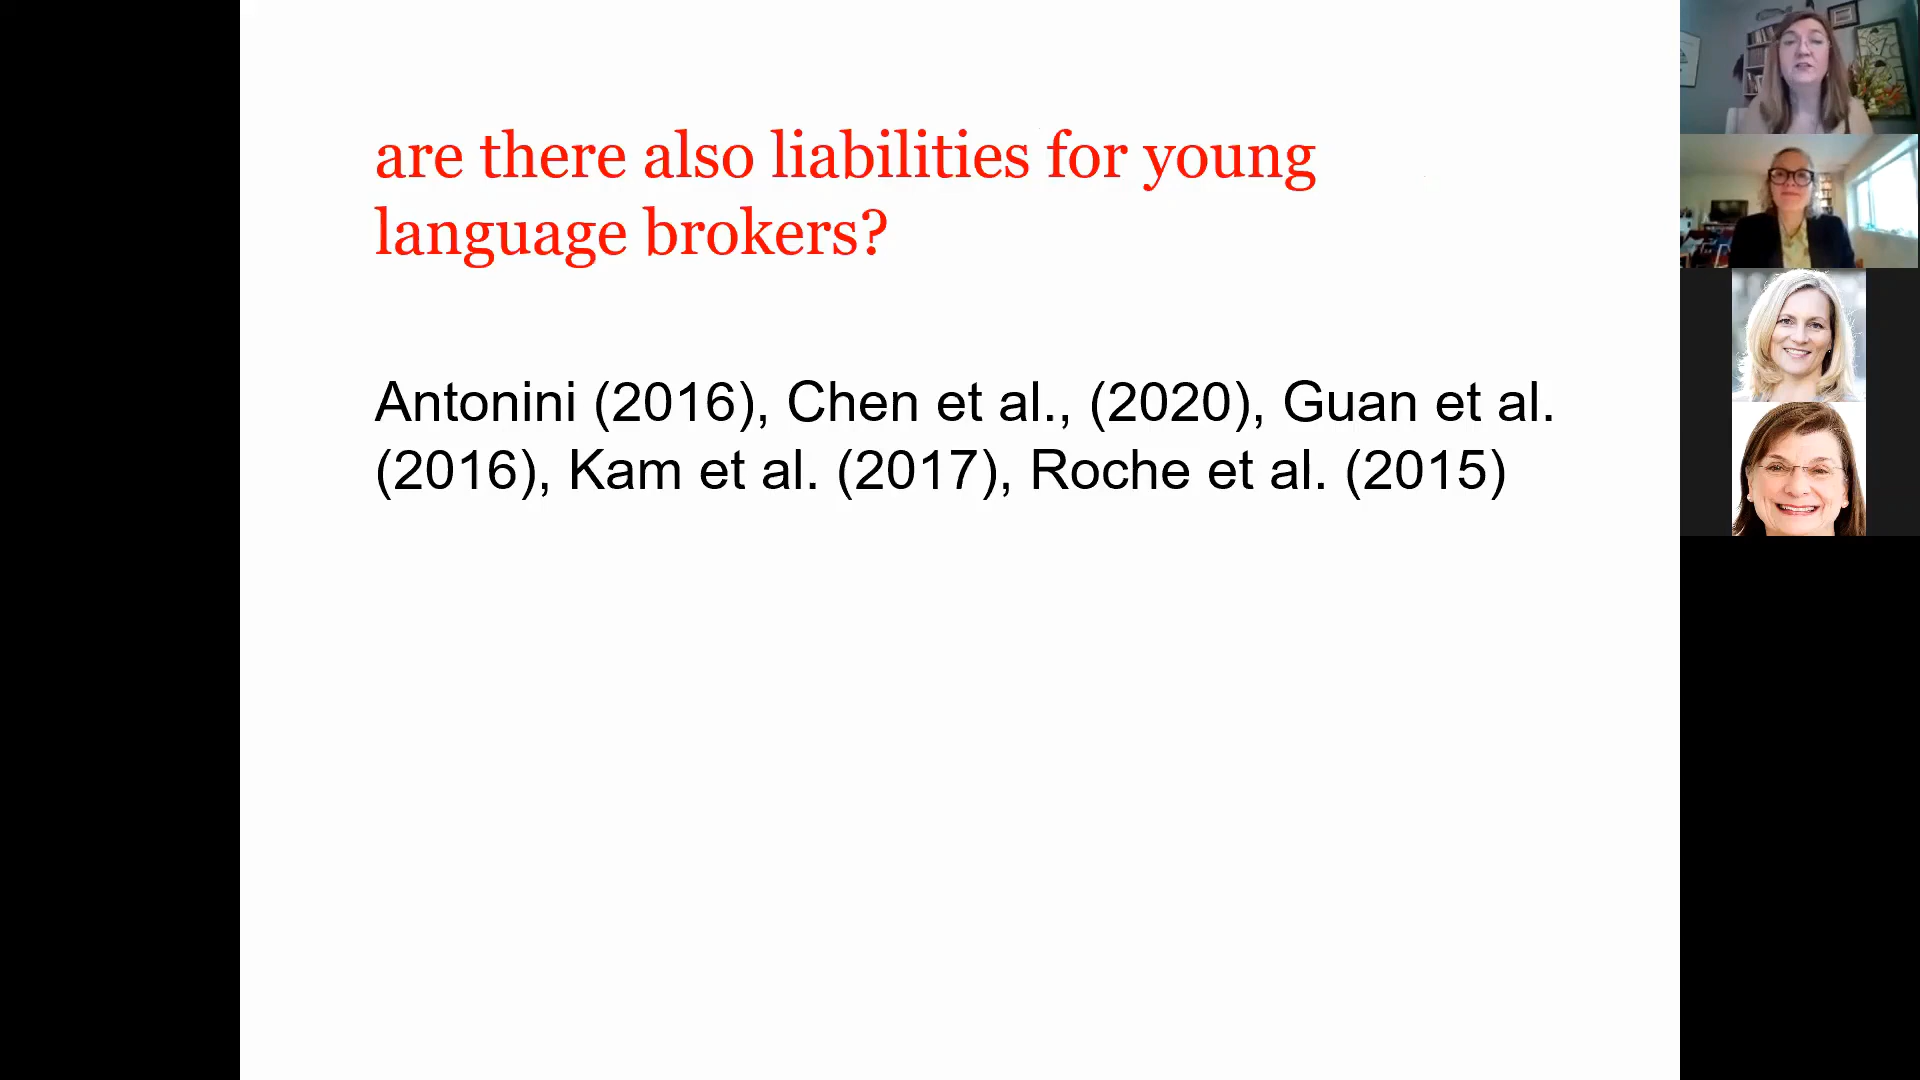 are there also liabilities for young
language brokers?
Antonini (2016), Chen et al., (2020), Guan et al.
(2016), Kam et al. (2017), Roche et al. (2015)